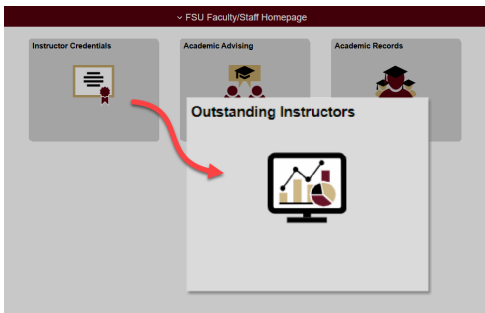 FSU Faculty/Staff Homepage
Instructor Credentials
Academic Advising
Academic Records
Outstanding Instructors